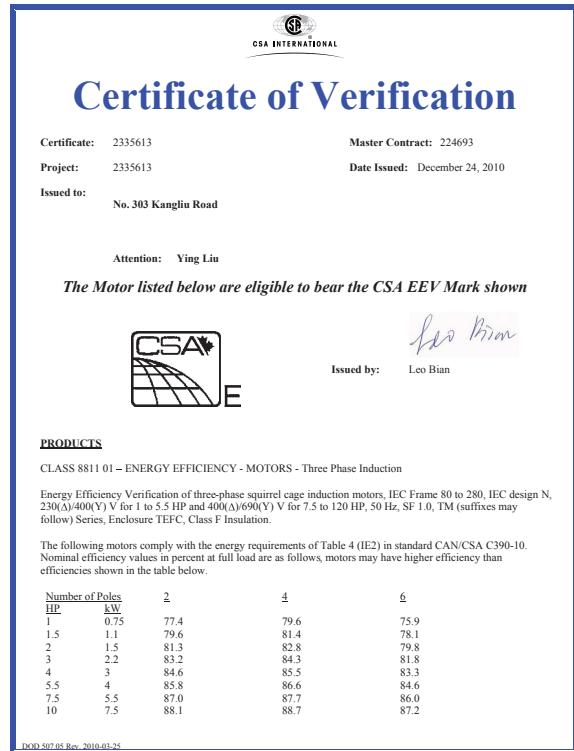 CSA INTERNATIONAL
Certificate of Verification
Certificate: 2335613 Master Contract: 224693
Project: 2335613 Date Issued: December 24, 2010
Issued to:
No. 303 Kangliu Road
Attention: Ying Liu
The Motor listed below are eligible to bear the CSA EEV Mark shown
Leo Bian
CSA
E
Issued by: Leo Bian
PRODUCTS
CLASS 8811 01 – ENERGY EFFICIENCY - MOTORS - Three Phase Induction
Energy Efficiency Verification of three-phase squirrel cage induction motors, IEC Frame 80 to 280, IEC design N,
230(Δ)/400(Y) V for 1 to 5.5 HP and 400(Δ)/690(Y) V for 7.5 to 120 HP, 50 Hz, SF 1.0, TM (suffixes may
follow) Series, Enclosure TEFC, Class F Insulation.
The following motors comply with the energy requirements of Table 4 (IE2) in standard CAN/CSA C390-10.
Nominal efficiency values in percent at full load are as follows, motors may have higher efficiency than
efficiencies shown in the table below.
Number of Poles 2 4 6
HP kW
1 0.75 77.4 79.6 75.9
1.5 1.1 79.6 81.4 78.1
2 1.5 81.3 82.8 79.8
3 2.2 83.2 84.3 81.8
4 3 84.6 85.5 83.3
5.5 4 85.8 86.6 84.6
7.5 5.5 87.0 87.7 86.0
10 7.5 88.1 88.7 87.2
DOD 507.05 Rev. 2010-03-25